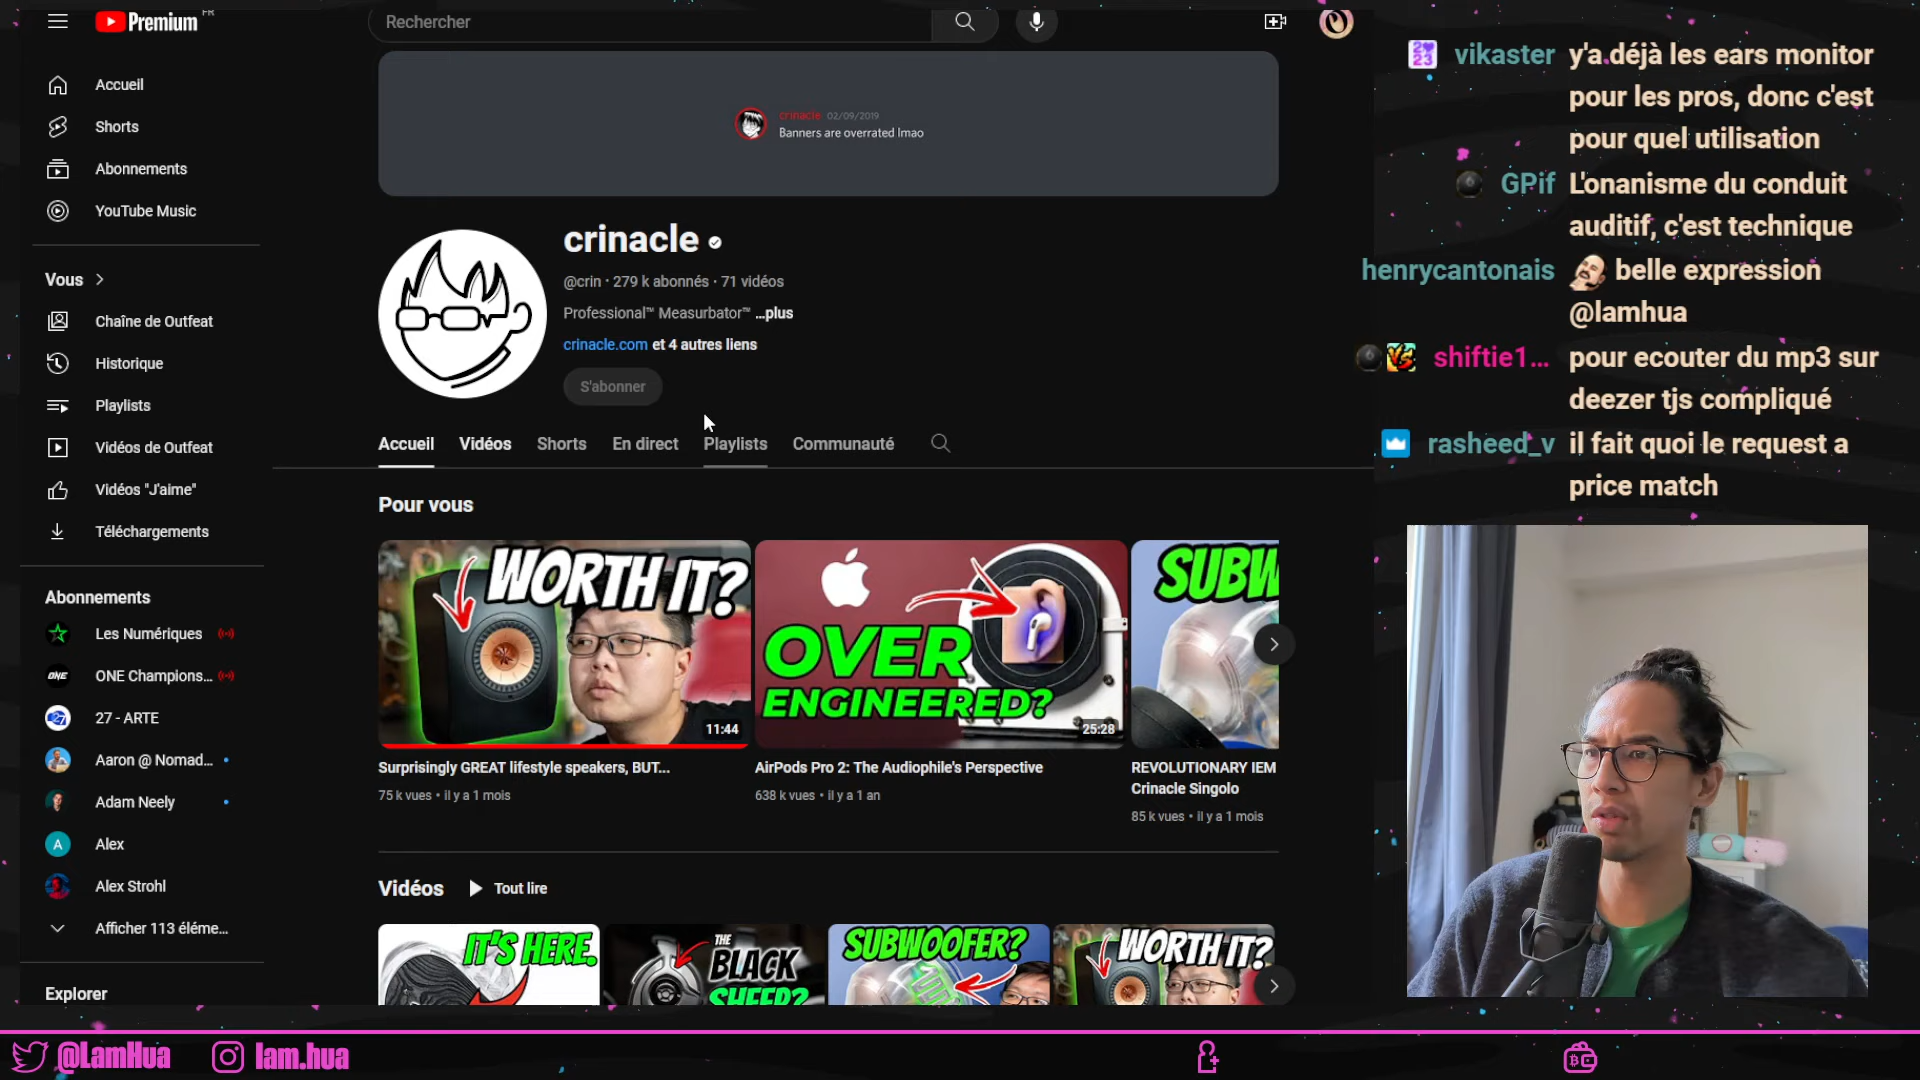 Premium FR
Rechercher
Accueil
Shorts
Abonnements
YouTube Music
Vous
Chaîne de Outfeat
Historique
Playlists
Vidéos de Outfeat
Vidéos "J'aime"
Téléchargements
Abonnements
Les Numériques
ONE Champions...
27 - ARTE
Aaron @ Nomad...
Adam Neely
A
Alex
Alex Strohl
Afficher 113 éléme...
Explorer
crinacle 02/09/2019
Banners are overrated lmao
crinacle
@crin • 279 k abonnés • 71 vidéos
Professional™ Measurbator™ ...plus
crinacle.com et 4 autres liens
S'abonner
Accueil
Vidéos
Shorts
En direct
Playlists
Communauté
Pour vous
WORTH IT?
11:44
Surprisingly GREAT lifestyle speakers, BUT...
75 k vues • il y a 1 mois
OVER
ENGINEERED?
25:28
AirPods Pro 2: The Audiophile's Perspective
638 k vues • il y a 1 an
SUBW
REVOLUTIONARY IEM
Crinacle Singolo
85 k vues • il y a 1 mois
Vidéos
Tout lire
IT'S HERE.
THE
BLACK
SHEEP?
SUBWOOFER?
WORTH IT?
vikaster y'a déjà les ears monitor
pour les pros, donc c'est
pour quel utilisation
GPif L'onanisme du conduit
auditif, c'est technique
henrycantonais belle expression
@lamhua
shiftie1... pour ecouter du mp3 sur
deezer tjs compliqué
rasheed_v il fait quoi le request a
price match
@LamHua
lam.hua